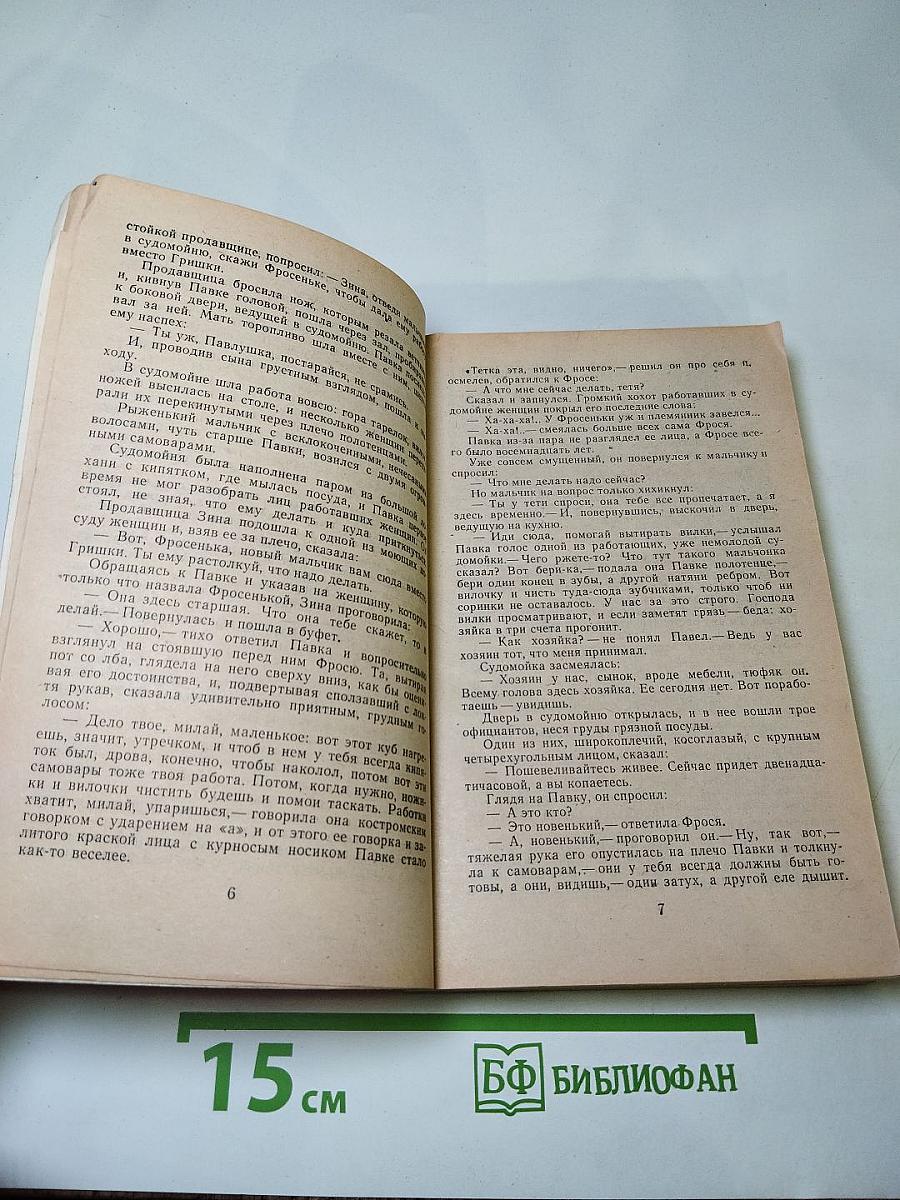 стойкой продавщице, попросил: — Зина, отведи
в судомойню, скажи Фросеньке, чтобы дала ему
вместо Гришки.
Продавщица бросила нож, которым резала
и, кивнув Павке головой, пошла через зал,
к боковой двери, ведущей в судомойню. Павка
вал за ней. Мать торопливо шла вместе с ним,
ему наспех:
— Ты уж, Павлушка, постарайся, не срамись.
И, проводив сына грустным взглядом, пошла к
ходу.
В судомойне шла работа вовсю: гора тарелок,
ножей высилась на столе, и несколько женщин
рали их перекинутыми через плечо полотенцами.
Рыженький мальчик с всклокоченными, нечесаными
волосами, чуть старше Павки, возился с двумя
ными самоварами.
Судомойня была наполнена паром из большой ло-
хани с кипятком, где мылась посуда, и Павка первое
время не мог разобрать лиц работавших женщин. Он
стоял, не зная, что ему делать и куда приткнуться.
Продавщица Зина подошла к одной из моющих по-
суду женщин и, взяв ее за плечо, сказала:
— Вот, Фросенька, новый мальчик вам сюда вместо
Гришки. Ты ему растолкуй, что надо делать.
Обращаясь к Павке и указав на женщину, которую
только что назвала Фросенькой, Зина проговорила:
— Она здесь старшая. Что она тебе скажет, то и
делай.— Повернулась и пошла в буфет.
— Хорошо,— тихо ответил Павка и вопросительно
взглянул на стоявшую перед ним Фросю. Та, вытирая
пот со лба, глядела на него сверху вниз, как бы оцени-
вая его достоинства, и, подвертывая сползавший с лок-
тя рукав, сказала удивительно приятным, грудным го-
лосом:
— Дело твое, милай, маленькое: вот этот куб нагре-
ешь, значит, утречком, и чтоб в нем у тебя всегда кипя-
ток был, дрова, конечно, чтобы наколол, потом вот эти
самовары тоже твоя работа. Потом, когда нужно, ножи-
ки и вилочки чистить будешь и помои таскать. Работки
хватит, милай, упаришься,— говорила она костромским
говорком с ударением на «а», и от этого ее говорка и за-
литого краской лица с курносым носиком Павке стало
как-то веселее.
6
«Тетка эта, видно, ничего»,— решил он про себя и,
осмелев, обратился к Фросе:
— А что мне сейчас делать, тетя?
Сказал и запнулся. Громкий хохот работавших в су-
домойне женщин покрыл его последние слова:
— Ха-ха-ха!.. У Фросеньки уж и племянник завелся...
— Ха-ха!..— смеялась больше всех сама Фрося.
Павка из-за пара не разглядел ее лица, а Фросе все-
го было восемнадцать лет.
Уже совсем смущенный, он повернулся к мальчику и
спросил:
— Что мне делать надо сейчас?
Но мальчик на вопрос только хихикнул:
— Ты у тети спроси, она тебе все пропечатает, а я
здесь временно.— И, повернувшись, выскочил в дверь,
ведущую на кухню.
— Иди сюда, помогай вытирать вилки,— услышал
Павка голос одной из работающих, уже немолодой су-
домойки.— Чего ржете-то? Что тут такого мальчонка
сказал? Вот бери-ка,— подала она Павке полотенце,—
бери один конец в зубы, а другой натяни ребром. Вот
вилочку и чисть туда-сюда зубчиками, только чтоб ни
соринки не оставалось. У нас за это строго. Господа
вилки просматривают, и если заметят грязь — беда: хо-
зяйка в три счета прогонит.
— Как хозяйка? — не понял Павел.— Ведь у вас
хозяин тот, что меня принимал.
Судомойка засмеялась:
— Хозяин у нас, сынок, вроде мебели, тюфяк он.
Всему голова здесь хозяйка. Ее сегодня нет. Вот порабо-
таешь — увидишь.
Дверь в судомойню открылась, и в нее вошли трое
официантов, неся груды грязной посуды.
Один из них, широкоплечий, косоглазый, с крупным
четырехугольным лицом, сказал:
— Пошевеливайтесь живее. Сейчас придет двенадца-
тичасовой, а вы копаетесь.
Глядя на Павку, он спросил:
— А это кто?
— Это новенький,— ответила Фрося.
— А, новенький,— проговорил он.— Ну, так вот,—
тяжелая рука его опустилась на плечо Павки и толкну-
ла к самоварам,— они у тебя всегда должны быть го-
товы, а они, видишь,— один затух, а другой еле дышит.
7
15 см
БФ БИБЛИОФАН